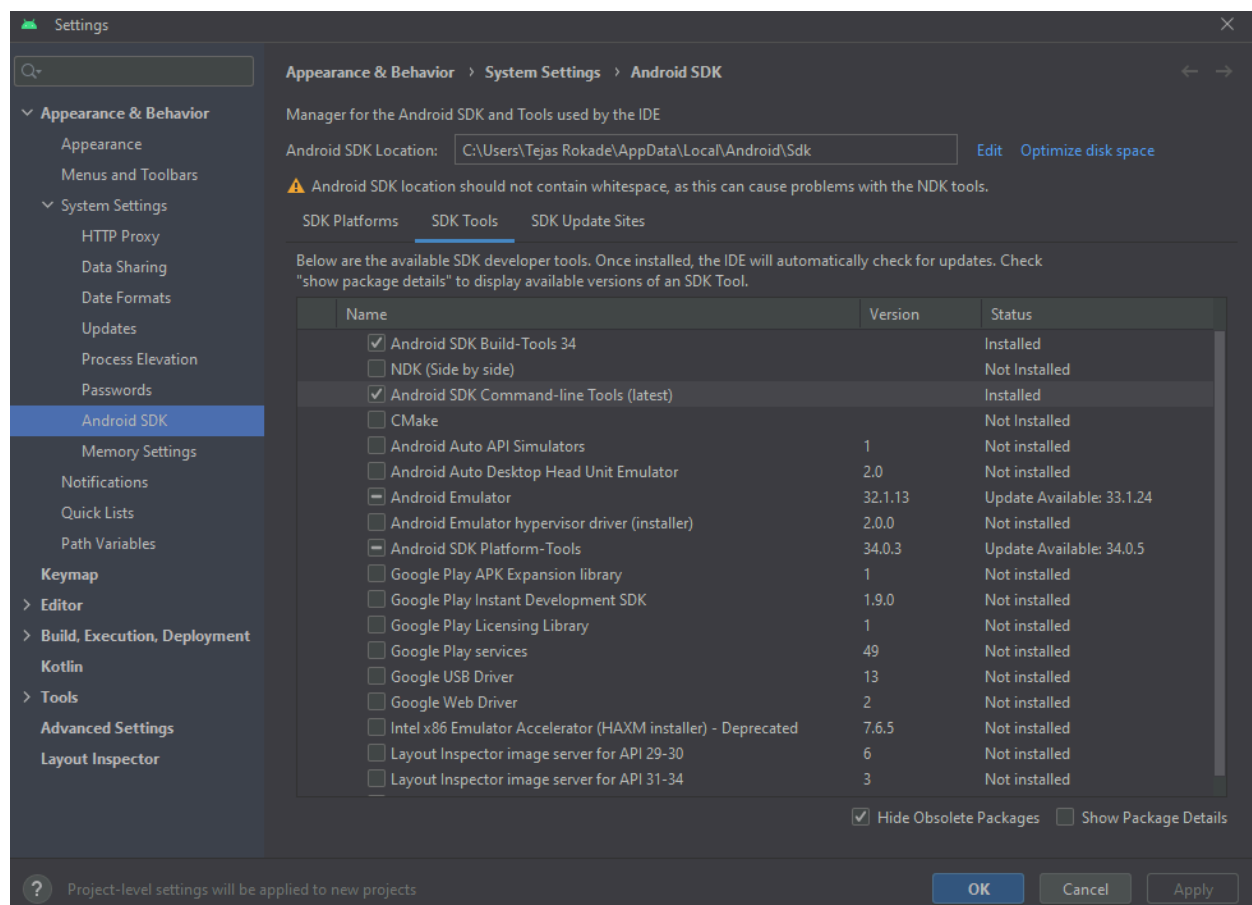 Settings
Appearance & Behavior
Appearance
Menus and Toolbars
System Settings
HTTP Proxy
Data Sharing
Date Formats
Updates
Process Elevation
Passwords
Android SDK
Memory Settings
Notifications
Quick Lists
Path Variables
Keymap
Editor
Build, Execution, Deployment
Kotlin
Tools
Advanced Settings
Layout Inspector
Appearance & Behavior › System Settings › Android SDK
Manager for the Android SDK and Tools used by the IDE
Android SDK Location: C:\Users\Tejas Rokade\AppData\Local\Android\Sdk Edit Optimize disk space
Android SDK location should not contain whitespace, as this can cause problems with the NDK tools.
SDK Platforms SDK Tools SDK Update Sites
Below are the available SDK developer tools. Once installed, the IDE will automatically check for updates. Check
"show package details" to display available versions of an SDK Tool.
Name Version Status
Android SDK Build-Tools 34 Installed
NDK (Side by side) Not Installed
Android SDK Command-line Tools (latest) Installed
CMake Not Installed
Android Auto API Simulators 1 Not installed
Android Auto Desktop Head Unit Emulator 2.0 Not installed
Android Emulator 32.1.13 Update Available: 33.1.24
Android Emulator hypervisor driver (installer) 2.0.0 Not installed
Android SDK Platform-Tools 34.0.3 Update Available: 34.0.5
Google Play APK Expansion library 1 Not installed
Google Play Instant Development SDK 1.9.0 Not installed
Google Play Licensing Library 1 Not installed
Google Play services 49 Not installed
Google USB Driver 13 Not installed
Google Web Driver 2 Not installed
Intel x86 Emulator Accelerator (HAXM installer) - Deprecated 7.6.5 Not installed
Layout Inspector image server for API 29-30 6 Not installed
Layout Inspector image server for API 31-34 3 Not installed
Hide Obsolete Packages Show Package Details
? Project-level settings will be applied to new projects
OK Cancel Apply